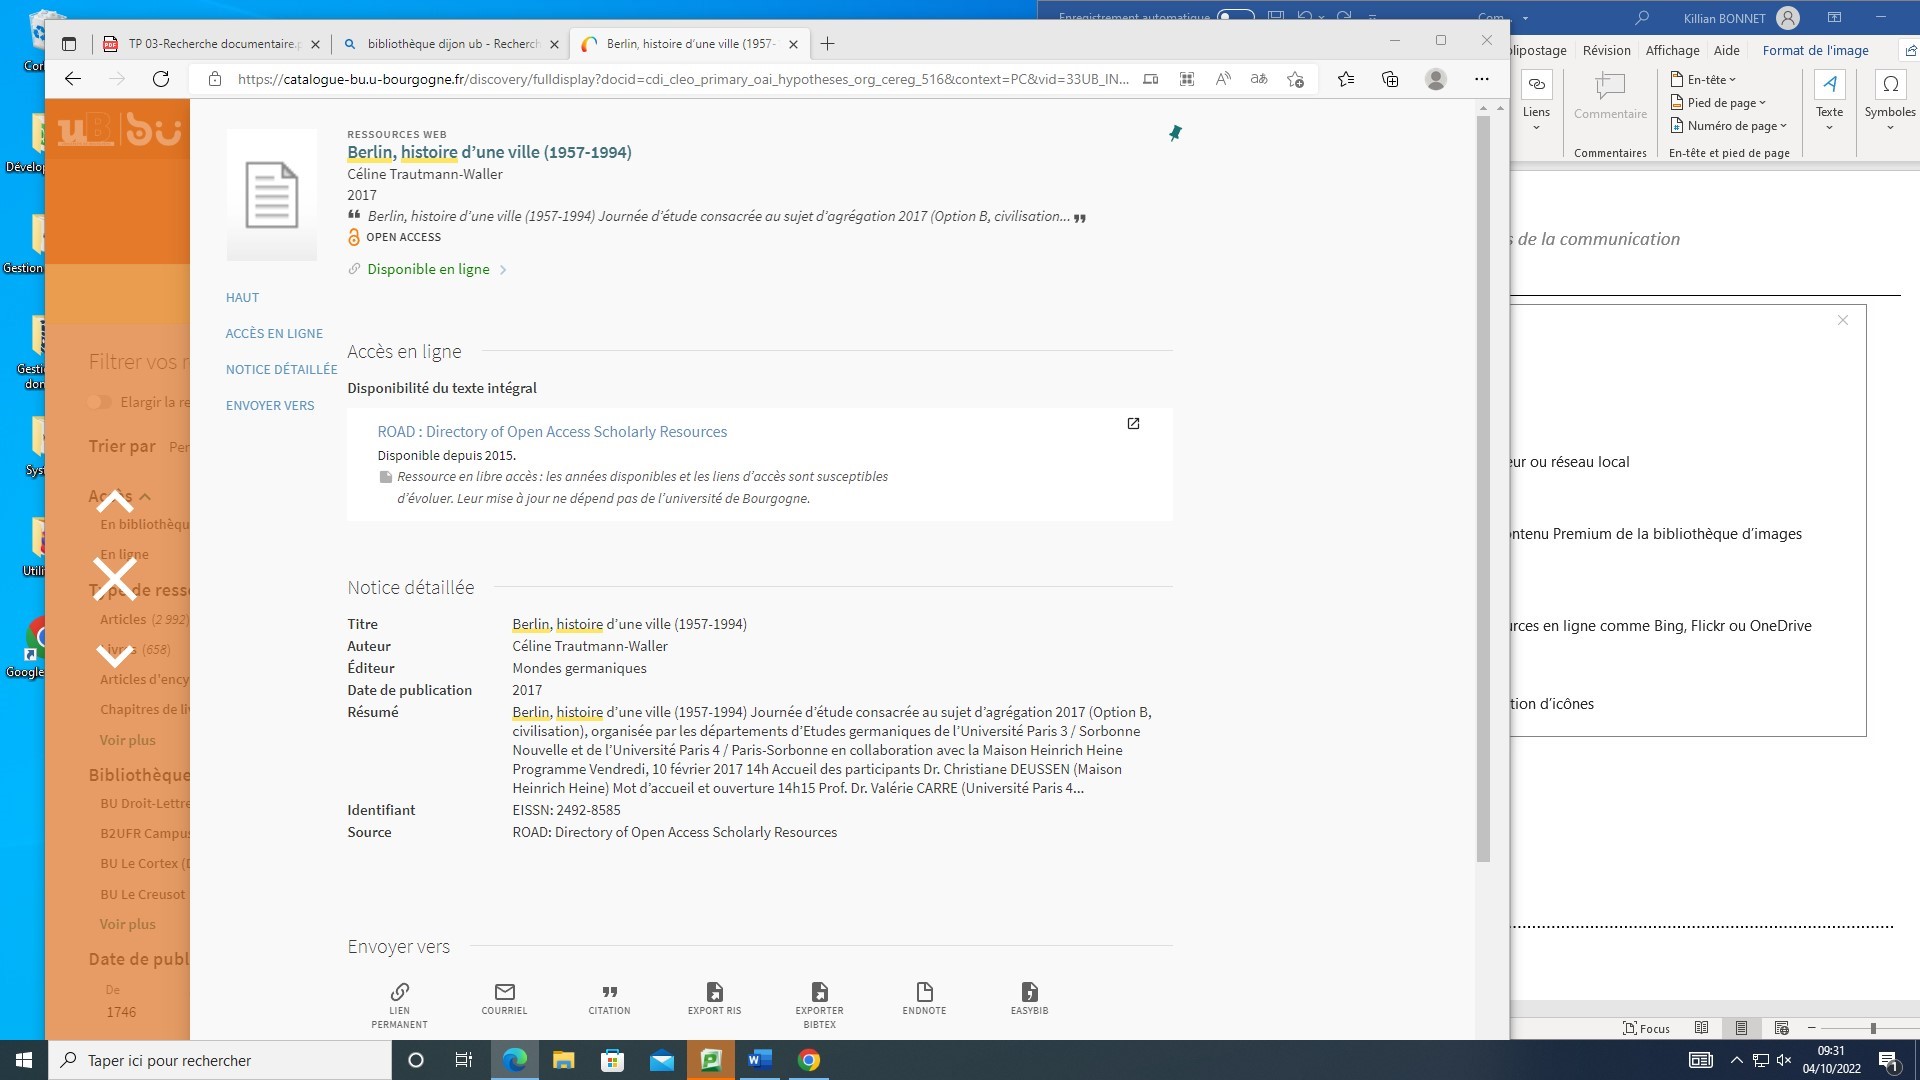 Enregistrement automatique
Com...
Killian BONNET
TP 03-Recherche documentaire.p
bibliothèque dijon ub - Recherch
Berlin, histoire d'une ville (1957-
https://catalogue-bu.u-bourgogne.fr/discovery/fulldisplay?docid=cdi_cleo_primary_oai_hypotheses_org_cereg_516&context=PC&vid=33UB_IN...
blipostage Révision Affichage Aide Format de l'image
En-tête
Pied de page
Numéro de page
Liens
Commentaire
Texte
Symboles
Commentaires
En-tête et pied de page
uB bu
RESSOURCES WEB
Berlin, histoire d'une ville (1957-1994)
Céline Trautmann-Waller
2017
❝ Berlin, histoire d'une ville (1957-1994) Journée d'étude consacrée au sujet d'agrégation 2017 (Option B, civilisation... ❞
OPEN ACCESS
Disponible en ligne
HAUT
ACCÈS EN LIGNE
NOTICE DÉTAILLÉE
ENVOYER VERS
Accès en ligne
Disponibilité du texte intégral
ROAD : Directory of Open Access Scholarly Resources
Disponible depuis 2015.
Ressource en libre accès : les années disponibles et les liens d'accès sont susceptibles
d'évoluer. Leur mise à jour ne dépend pas de l'université de Bourgogne.
Notice détaillée
Titre Berlin, histoire d'une ville (1957-1994)
Auteur Céline Trautmann-Waller
Éditeur Mondes germaniques
Date de publication 2017
Résumé Berlin, histoire d'une ville (1957-1994) Journée d'étude consacrée au sujet d'agrégation 2017 (Option B,
civilisation), organisée par les départements d'Etudes germaniques de l'Université Paris 3 / Sorbonne
Nouvelle et de l'Université Paris 4 / Paris-Sorbonne en collaboration avec la Maison Heinrich Heine
Programme Vendredi, 10 février 2017 14h Accueil des participants Dr. Christiane DEUSSEN (Maison
Heinrich Heine) Mot d'accueil et ouverture 14h15 Prof. Dr. Valérie CARRE (Université Paris 4...
Identifiant EISSN: 2492-8585
Source ROAD: Directory of Open Access Scholarly Resources
Envoyer vers
LIEN
PERMANENT
COURRIEL
CITATION
EXPORT RIS
EXPORTER
BIBTEX
ENDNOTE
EASYBIB
Filtrer vos r
Elargir la re
Trier par Per
Accès
En bibliothèqu
En ligne
Type de resso
Articles (2 992)
Livres (658)
Articles d'ency
Chapitres de li
Voir plus
Bibliothèque
BU Droit-Lettre
B2UFR Campus
BU Le Cortex (D
BU Le Creusot
Voir plus
Date de publ
De
1746
Cor
Dévelop
Gestion
Gesti
don
Sys
Utili
Google
s de la communication
eur ou réseau local
ontenu Premium de la bibliothèque d'images
urces en ligne comme Bing, Flickr ou OneDrive
tion d'icônes
Focus
Taper ici pour rechercher
09:31
04/10/2022
1